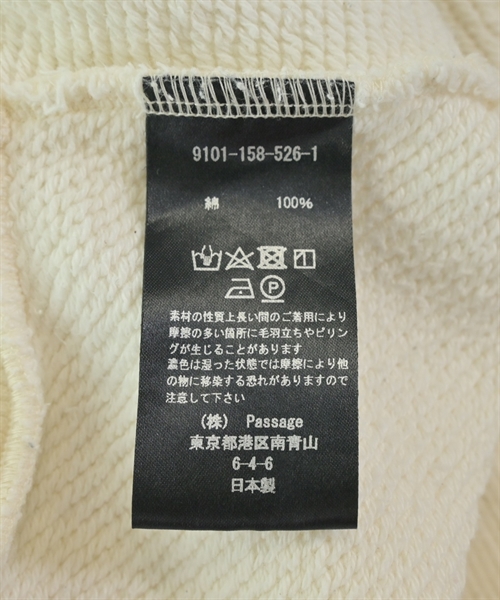 9101-158-526-1
綿 100%
P
素材の性質上長い間のご着用により
摩擦の多い箇所に毛羽立ちやピリン
グが生じることがあります
濃色は湿った状態では摩擦により他
の物に移染する恐れがありますので
注意して下さい
(株) Passage
東京都港区南青山
6-4-6
日本製